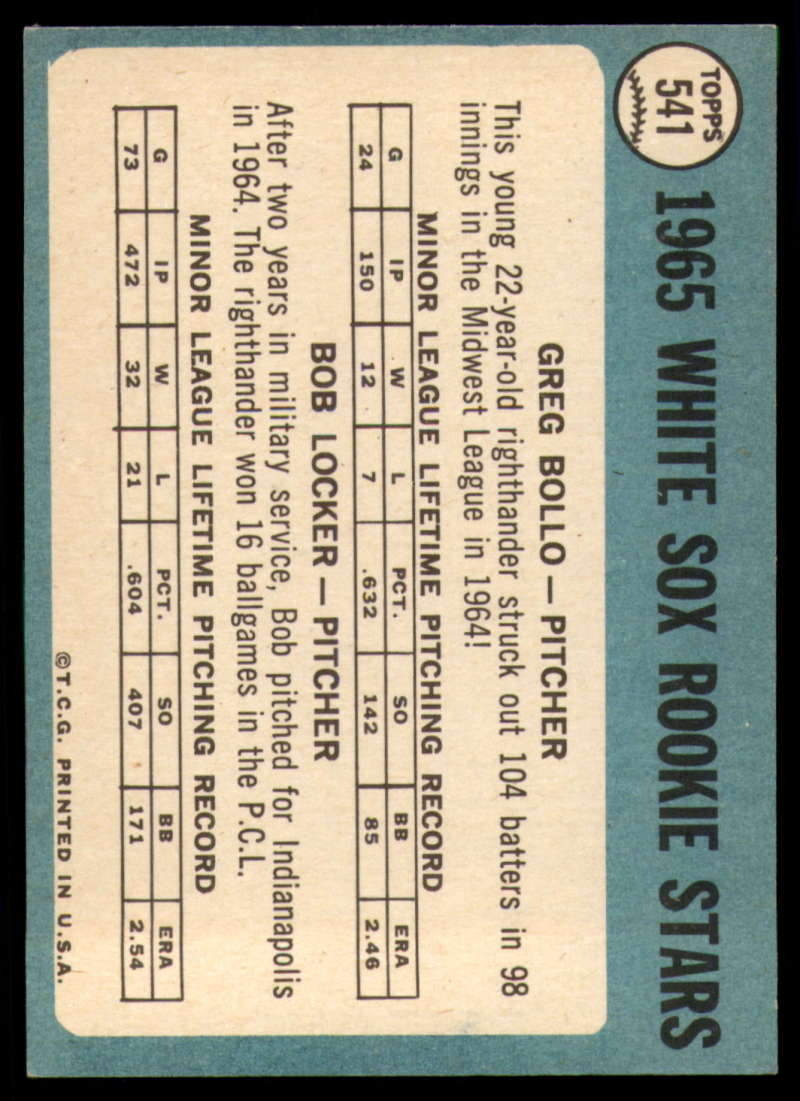 TOPPS
541
1965 WHITE SOX ROOKIE STARS
GREG BOLLO — PITCHER
This young 22-year-old righthander struck out 104 batters in 98
innings in the Midwest League in 1964!
MINOR LEAGUE LIFETIME PITCHING RECORD
G IP W L PCT. SO BB ERA
24 150 12 7 .632 142 85 2.46
BOB LOCKER — PITCHER
After two years in military service, Bob pitched for Indianapolis
in 1964. The righthander won 16 ballgames in the P.C.L.
MINOR LEAGUE LIFETIME PITCHING RECORD
G IP W L PCT. SO BB ERA
73 472 32 21 .604 407 171 2.54
©T.C.G. PRINTED IN U.S.A.